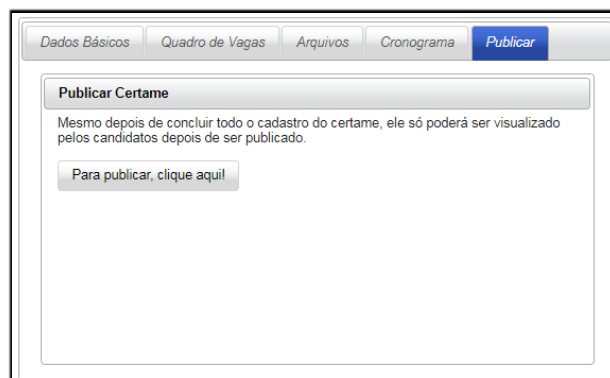 Dados Básicos Quadro de Vagas Arquivos Cronograma Publicar
Publicar Certame
Mesmo depois de concluir todo o cadastro do certame, ele só poderá ser visualizado
pelos candidatos depois de ser publicado.
Para publicar, clique aqui!